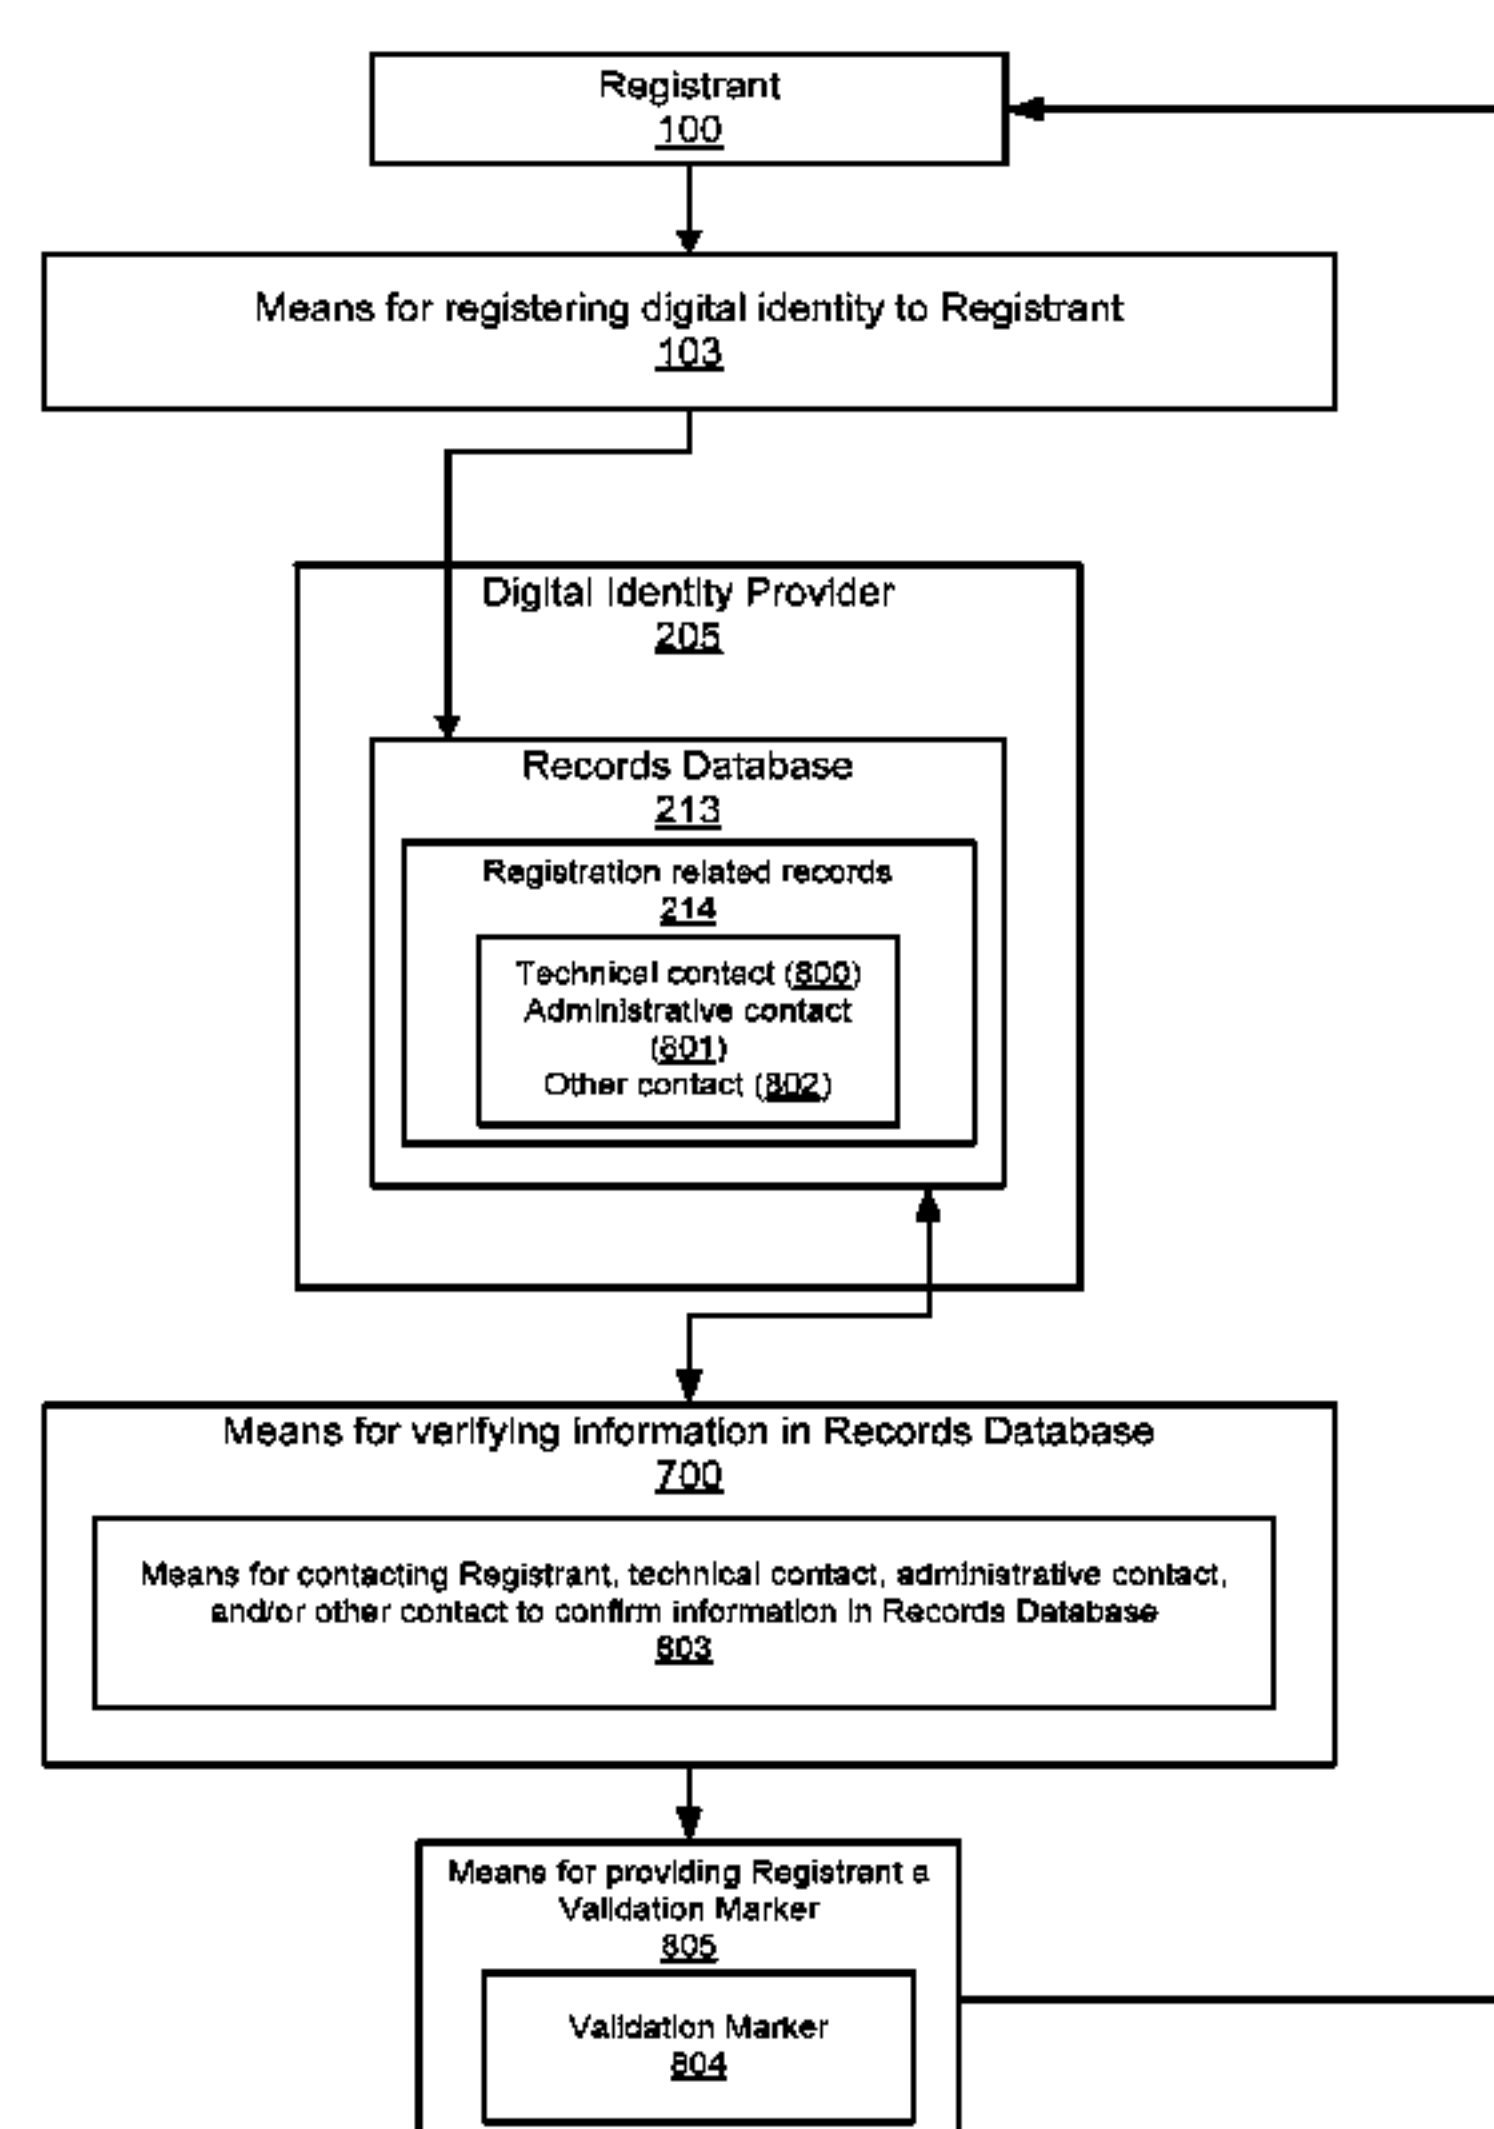 Registrant
100
Means for registering digital identity to Registrant
103
Digital Identity Provider
205
Records Database
213
Registration related records
214
Technical contact (800)
Administrative contact
(801)
Other contact (802)
Means for verifying information in Records Database
700
Means for contacting Registrant, technical contact, administrative contact,
and/or other contact to confirm information in Records Database
803
Means for providing Registrant a
Validation Marker
805
Validation Marker
804